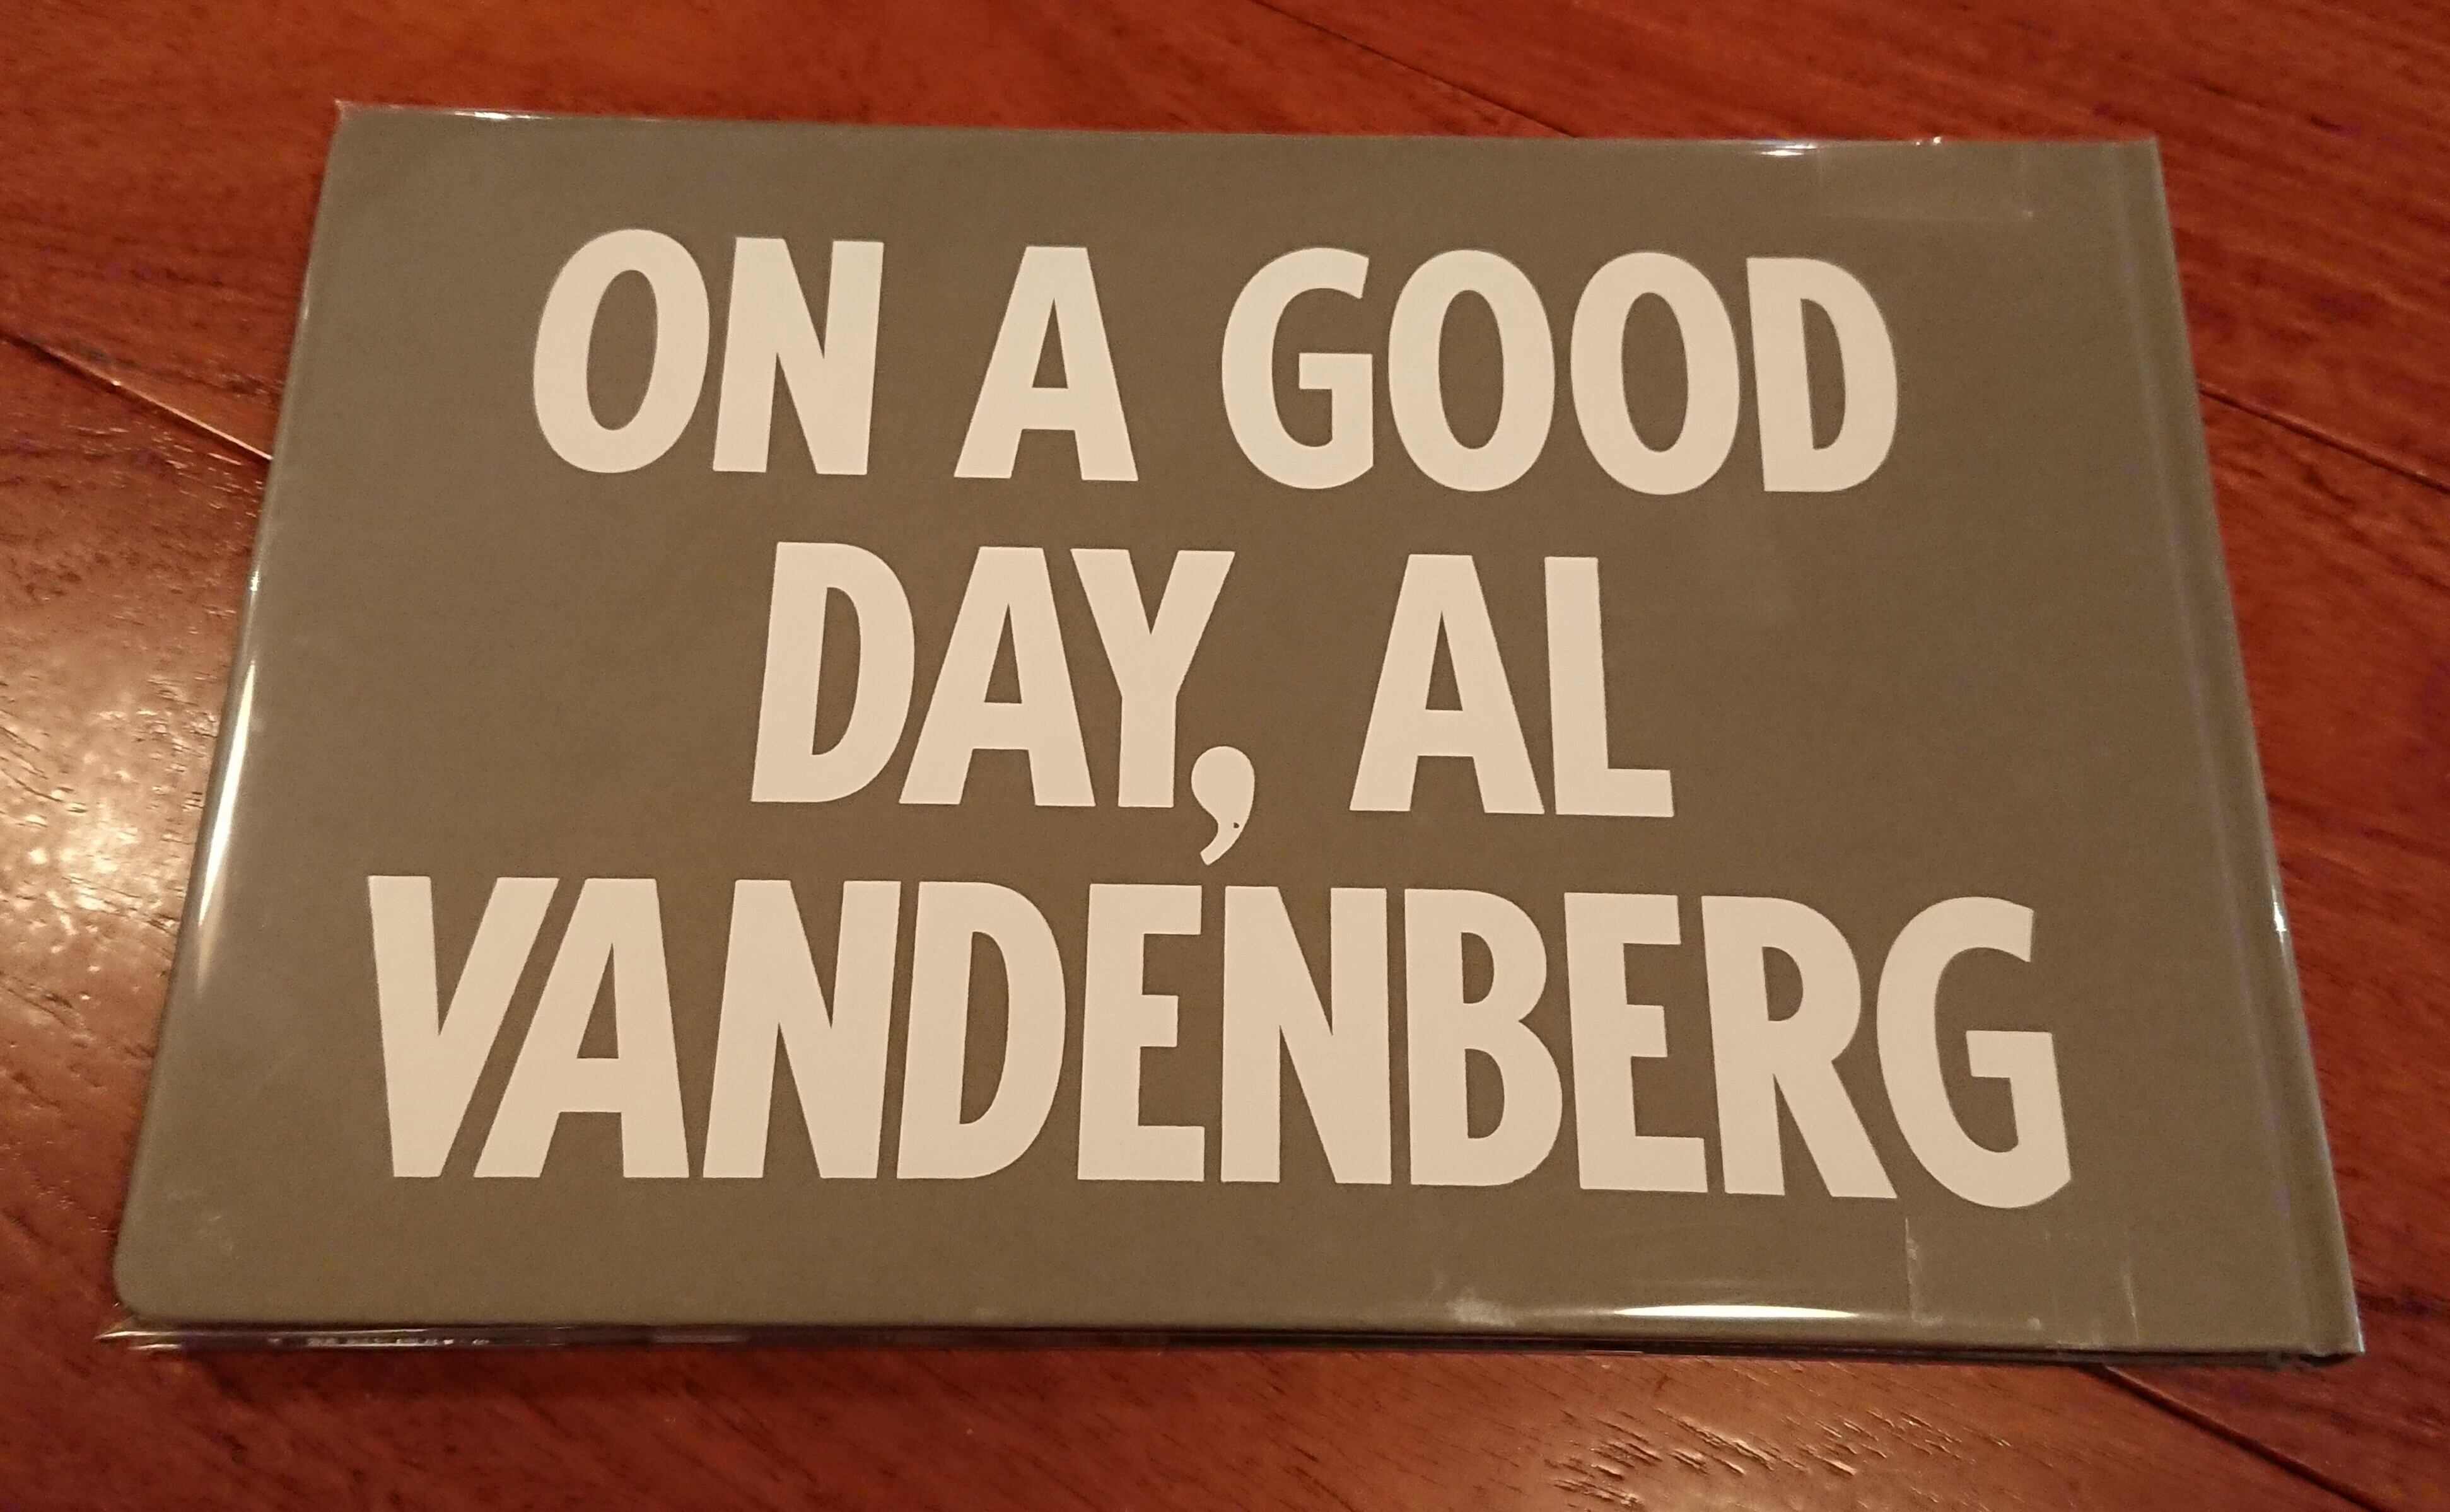 ON A GOOD
DAY, AL
VANDENBERG